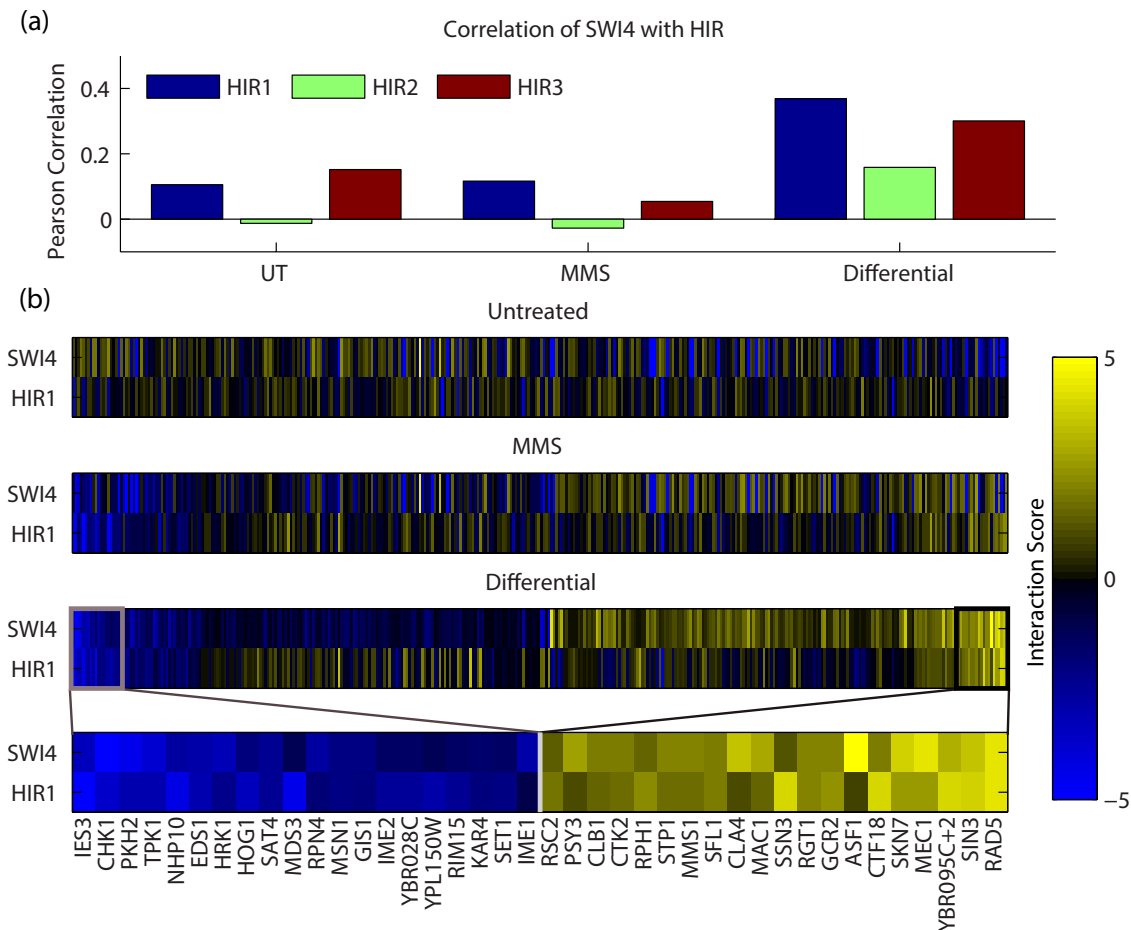 (a)
Correlation of SWI4 with HIR
Pearson Correlation
0.4
0.2
0
HIR1
HIR2
HIR3
UT
MMS
Differential
(b)
Untreated
SWI4
HIR1
MMS
SWI4
HIR1
Differential
SWI4
HIR1
SWI4
HIR1
5
0
−5
Interaction Score
IES3
CHK1
PKH2
TPK1
NHP10
EDS1
HRK1
HOG1
SAT4
MDS3
RPN4
MSN1
GIS1
IME2
YBR028C
YPL150W
RIM15
KAR4
SET1
IME1
RSC2
PSY3
CLB1
CTK2
RPH1
STP1
MMS1
SFL1
CLA4
MAC1
SSN3
RGT1
GCR2
ASF1
CTF18
SKN7
MEC1
YBR095C+2
SIN3
RAD5